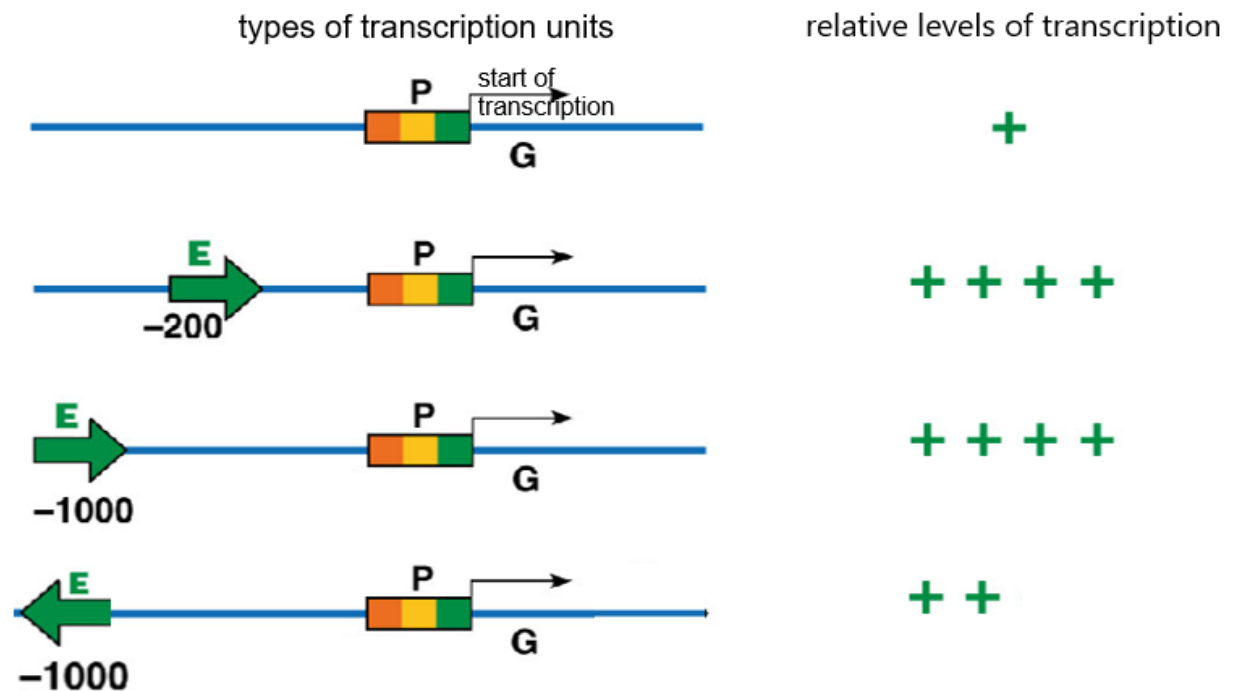 types of transcription units
relative levels of transcription
P
start of
transcription
G
+
E
P
-200
G
+ + + +
E
P
G
-1000
+ + + +
E
P
G
-1000
+ +